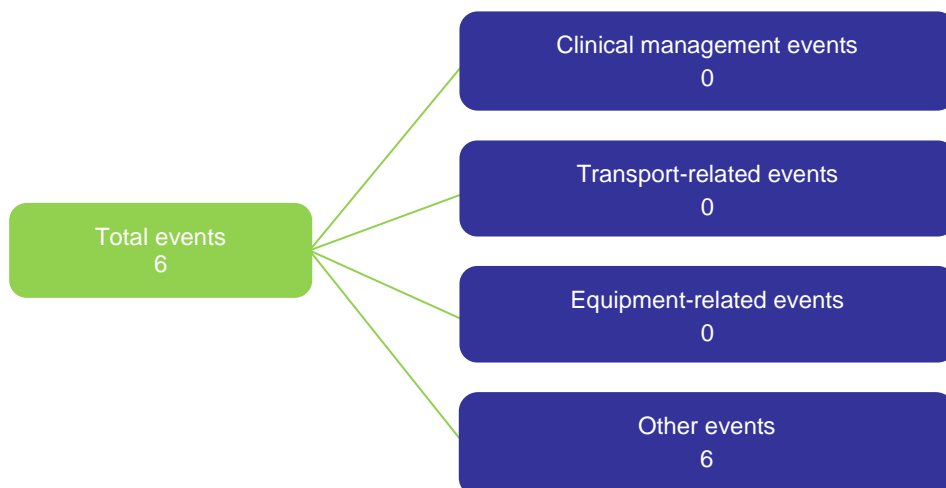 Total events
6
Clinical management events
0
Transport-related events
0
Equipment-related events
0
Other events
6